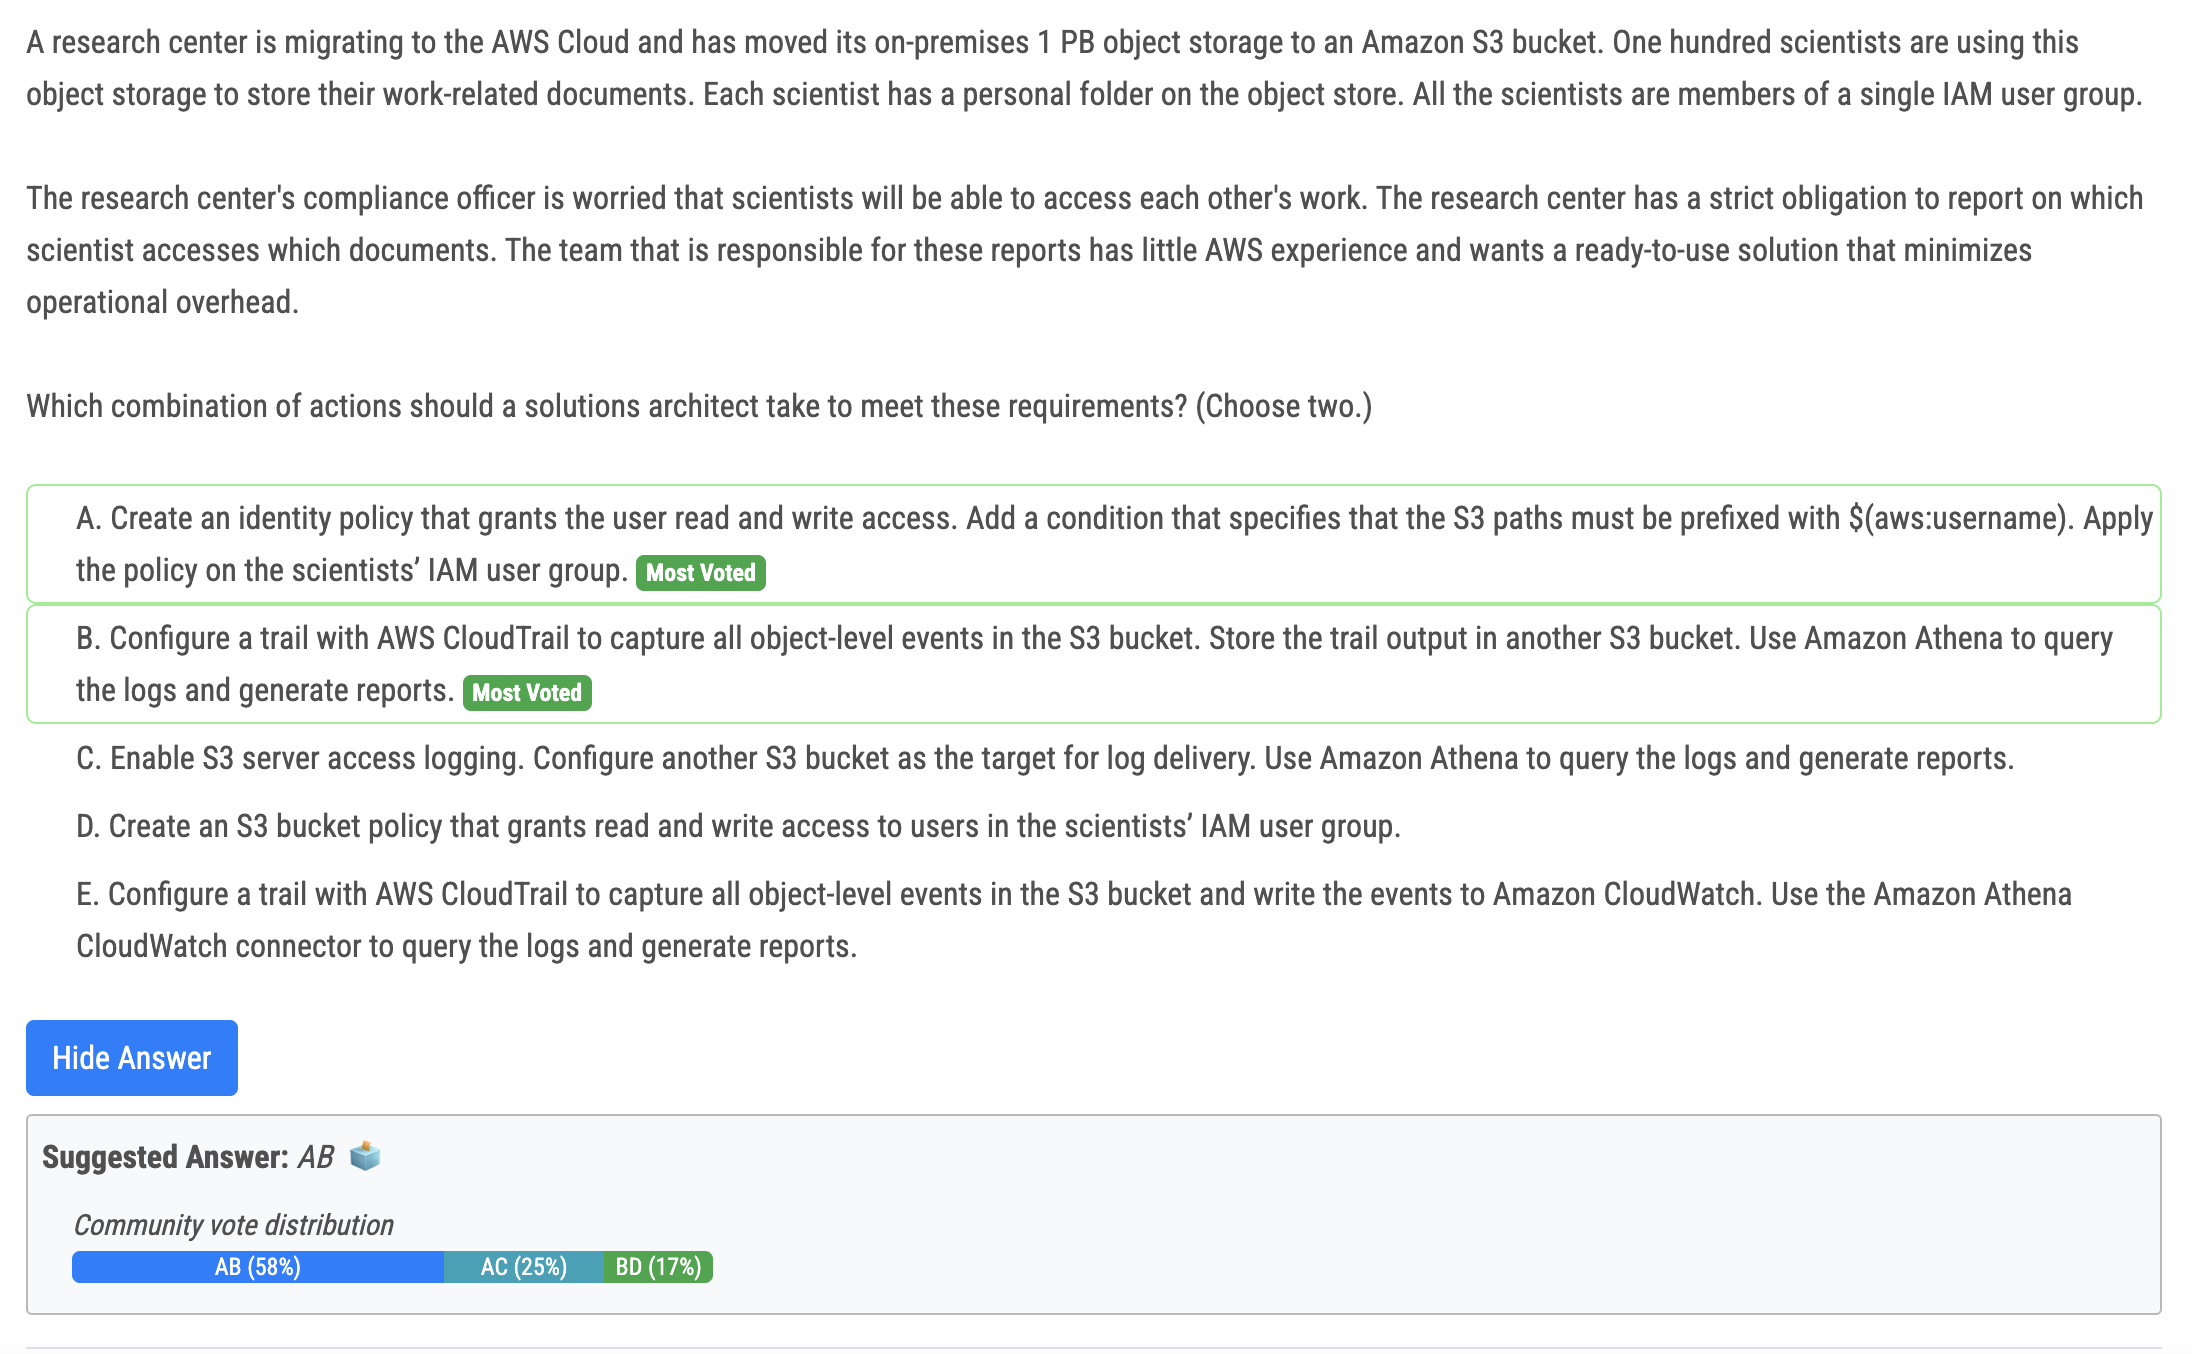 A research center is migrating to the AWS Cloud and has moved its on-premises 1 PB object storage to an Amazon S3 bucket. One hundred scientists are using this
object storage to store their work-related documents. Each scientist has a personal folder on the object store. All the scientists are members of a single IAM user group.
The research center's compliance officer is worried that scientists will be able to access each other's work. The research center has a strict obligation to report on which
scientist accesses which documents. The team that is responsible for these reports has little AWS experience and wants a ready-to-use solution that minimizes
operational overhead.
Which combination of actions should a solutions architect take to meet these requirements? (Choose two.)
A. Create an identity policy that grants the user read and write access. Add a condition that specifies that the S3 paths must be prefixed with $(aws:username). Apply
the policy on the scientists’ IAM user group. Most Voted
B. Configure a trail with AWS CloudTrail to capture all object-level events in the S3 bucket. Store the trail output in another S3 bucket. Use Amazon Athena to query
the logs and generate reports. Most Voted
C. Enable S3 server access logging. Configure another S3 bucket as the target for log delivery. Use Amazon Athena to query the logs and generate reports.
D. Create an S3 bucket policy that grants read and write access to users in the scientists’ IAM user group.
E. Configure a trail with AWS CloudTrail to capture all object-level events in the S3 bucket and write the events to Amazon CloudWatch. Use the Amazon Athena
CloudWatch connector to query the logs and generate reports.
Hide Answer
Suggested Answer: AB
Community vote distribution
AB (58%) AC (25%) BD (17%)